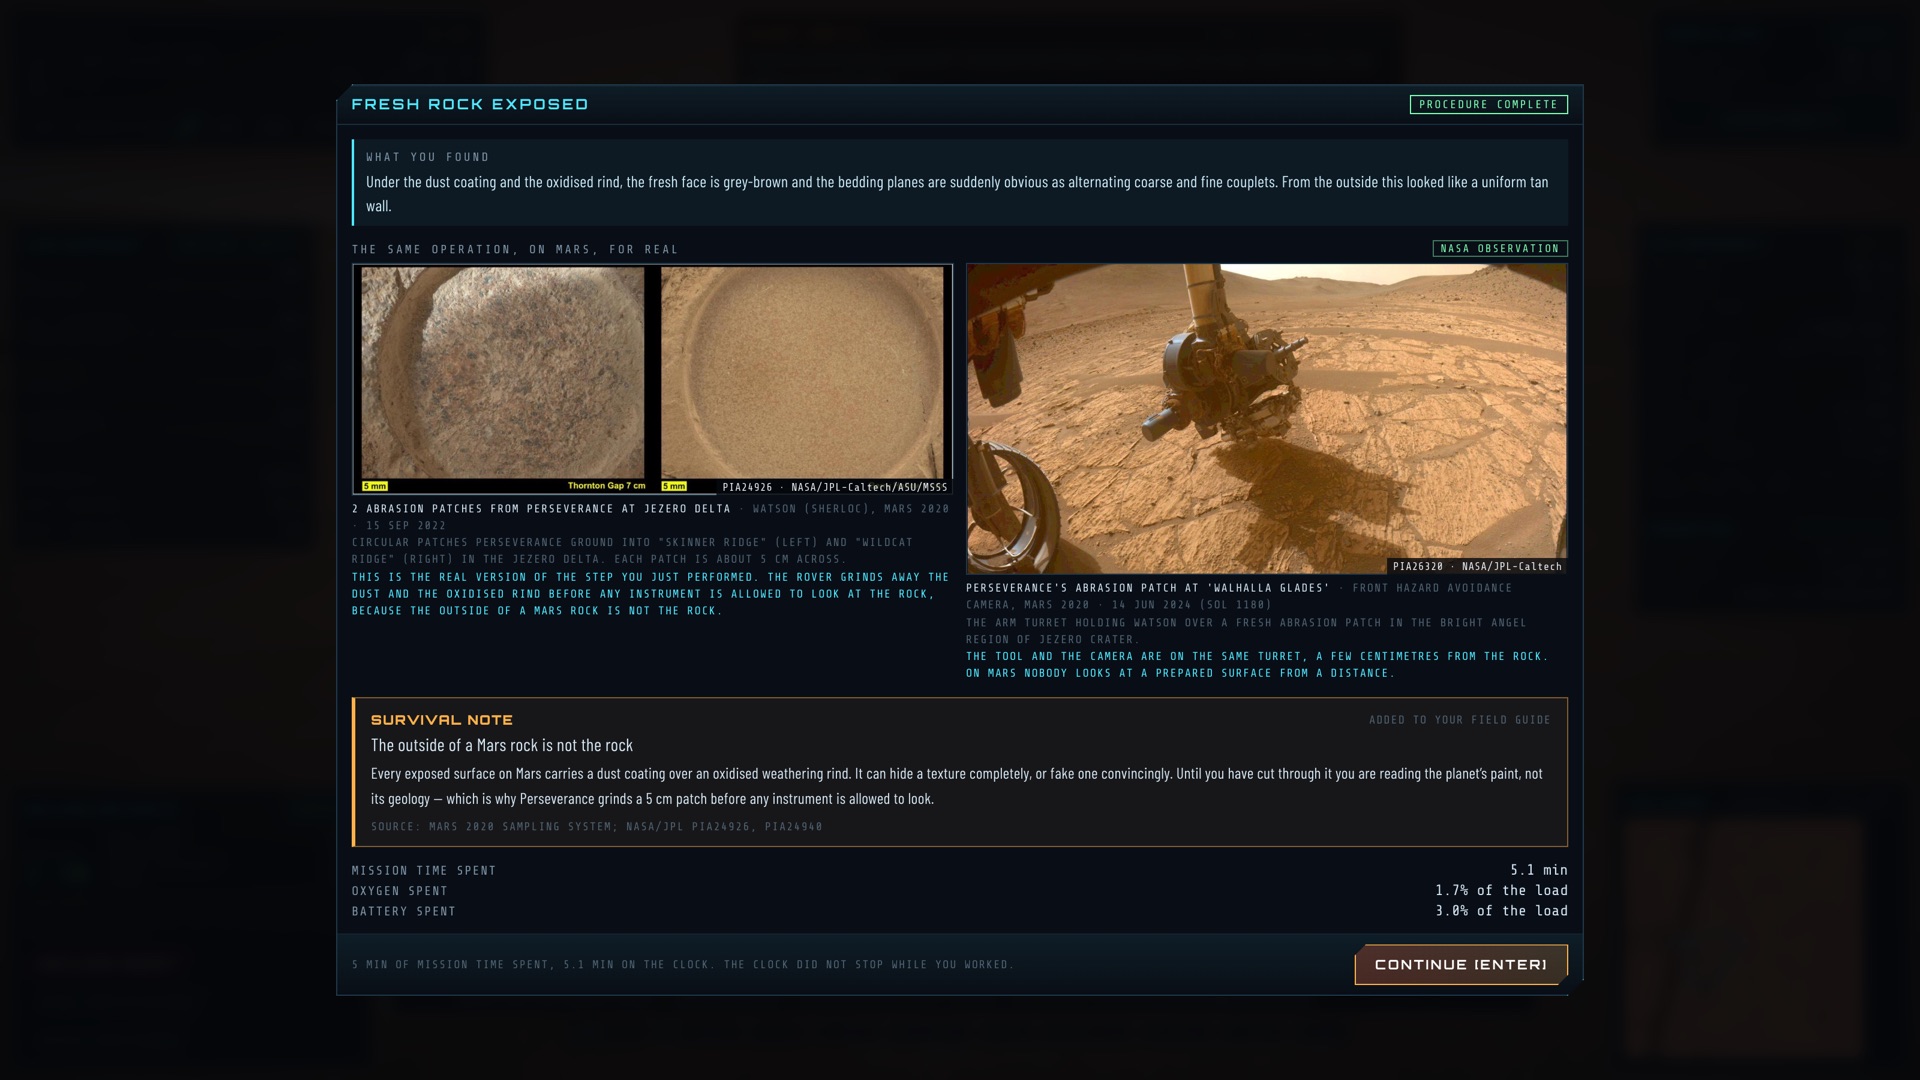 FRESH ROCK EXPOSED
PROCEDURE COMPLETE
WHAT YOU FOUND
Under the dust coating and the oxidised rind, the fresh face is grey-brown and the bedding planes are suddenly obvious as alternating coarse and fine couplets. From the outside this looked like a uniform tan
wall.
THE SAME OPERATION, ON MARS, FOR REAL
NASA OBSERVATION
5 mm
Thornton Gap 7 cm
5 mm
PIA24926 · NASA/JPL-Caltech/ASU/MSSS
2 ABRASION PATCHES FROM PERSEVERANCE AT JEZERO DELTA · WATSON (SHERLOC), MARS 2020
· 15 SEP 2022
CIRCULAR PATCHES PERSEVERANCE GROUND INTO "SKINNER RIDGE" (LEFT) AND "WILDCAT
RIDGE" (RIGHT) IN THE JEZERO DELTA. EACH PATCH IS ABOUT 5 CM ACROSS.
THIS IS THE REAL VERSION OF THE STEP YOU JUST PERFORMED. THE ROVER GRINDS AWAY THE
DUST AND THE OXIDISED RIND BEFORE ANY INSTRUMENT IS ALLOWED TO LOOK AT THE ROCK,
BECAUSE THE OUTSIDE OF A MARS ROCK IS NOT THE ROCK.
PIA26320 · NASA/JPL-Caltech
PERSEVERANCE'S ABRASION PATCH AT 'WALHALLA GLADES' · FRONT HAZARD AVOIDANCE
CAMERA, MARS 2020 · 14 JUN 2024 (SOL 1180)
THE ARM TURRET HOLDING WATSON OVER A FRESH ABRASION PATCH IN THE BRIGHT ANGEL
REGION OF JEZERO CRATER.
THE TOOL AND THE CAMERA ARE ON THE SAME TURRET, A FEW CENTIMETRES FROM THE ROCK.
ON MARS NOBODY LOOKS AT A PREPARED SURFACE FROM A DISTANCE.
SURVIVAL NOTE
ADDED TO YOUR FIELD GUIDE
The outside of a Mars rock is not the rock
Every exposed surface on Mars carries a dust coating over an oxidised weathering rind. It can hide a texture completely, or fake one convincingly. Until you have cut through it you are reading the planet's paint, not
its geology — which is why Perseverance grinds a 5 cm patch before any instrument is allowed to look.
SOURCE: MARS 2020 SAMPLING SYSTEM; NASA/JPL PIA24926, PIA24940
MISSION TIME SPENT 5.1 min
OXYGEN SPENT 1.7% of the load
BATTERY SPENT 3.0% of the load
5 MIN OF MISSION TIME SPENT, 5.1 MIN ON THE CLOCK. THE CLOCK DID NOT STOP WHILE YOU WORKED.
CONTINUE [ENTER]